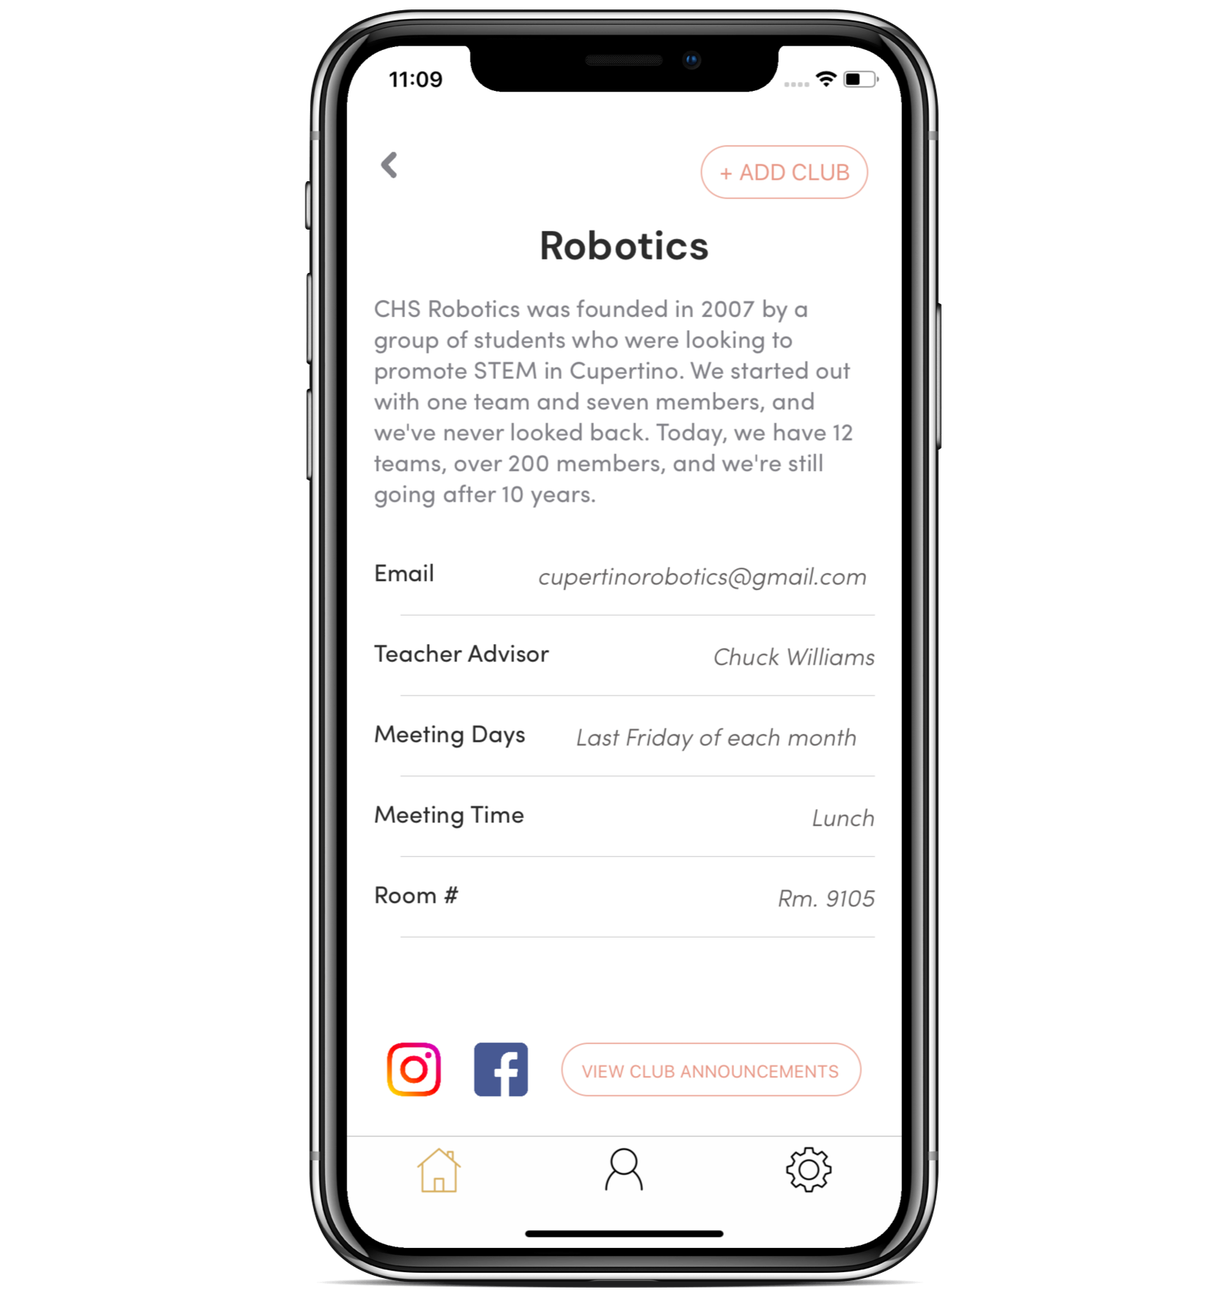 11:09
+ ADD CLUB
Robotics
CHS Robotics was founded in 2007 by a
group of students who were looking to
promote STEM in Cupertino. We started out
with one team and seven members, and
we've never looked back. Today, we have 12
teams, over 200 members, and we're still
going after 10 years.
Email cupertinorobotics@gmail.com
Teacher Advisor Chuck Williams
Meeting Days Last Friday of each month
Meeting Time Lunch
Room # Rm. 9105
VIEW CLUB ANNOUNCEMENTS